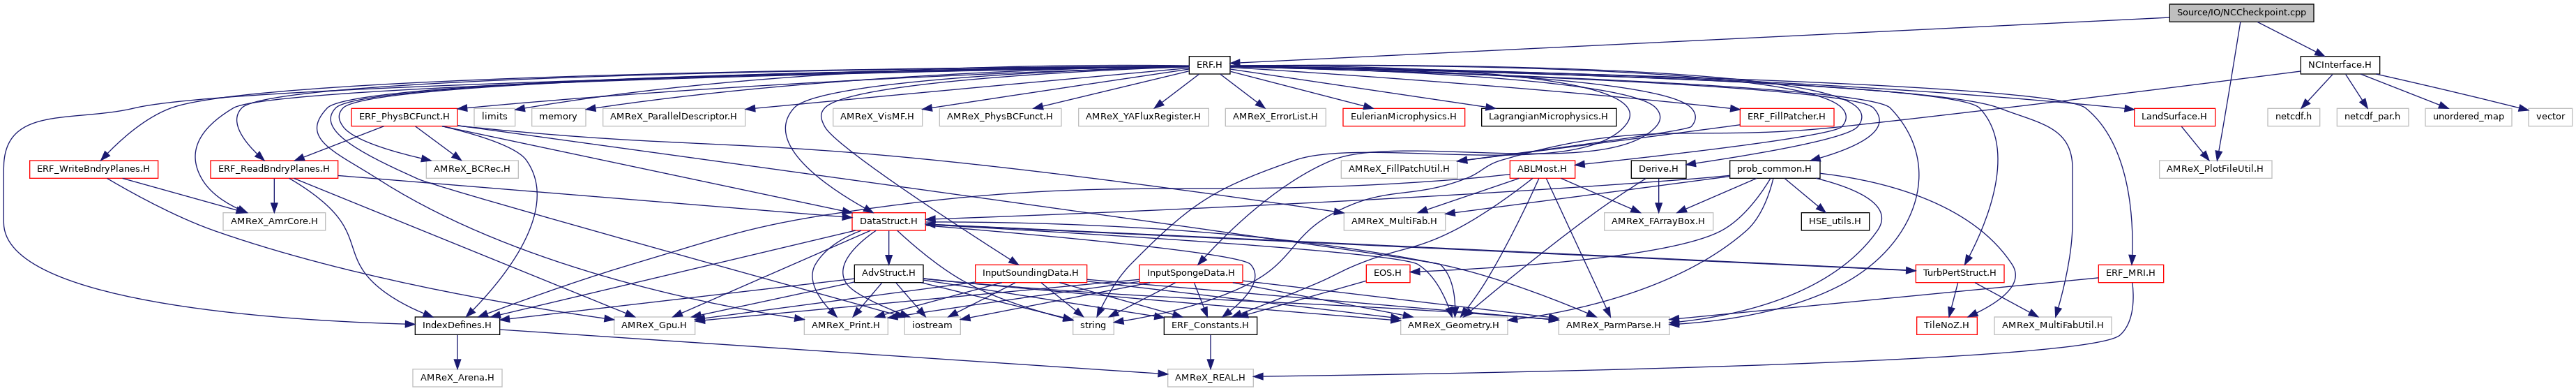 Source/IO/NCCheckpoint.cpp
ERF.H
NCInterface.H
ERF_PhysBCFunct.H
limits
memory
AMReX_ParallelDescriptor.H
AMReX_VisMF.H
AMReX_PhysBCFunct.H
AMReX_YAFluxRegister.H
AMReX_ErrorList.H
EulerianMicrophysics.H
LagrangianMicrophysics.H
ERF_FillPatcher.H
LandSurface.H
netcdf.h
netcdf_par.h
unordered_map
vector
ERF_WriteBndryPlanes.H
ERF_ReadBndryPlanes.H
AMReX_BCRec.H
AMReX_FillPatchUtil.H
ABLMost.H
Derive.H
prob_common.H
AMReX_PlotFileUtil.H
AMReX_AmrCore.H
DataStruct.H
AMReX_MultiFab.H
AMReX_FArrayBox.H
HSE_utils.H
AdvStruct.H
InputSoundingData.H
InputSpongeData.H
EOS.H
TurbPertStruct.H
ERF_MRI.H
IndexDefines.H
AMReX_Gpu.H
AMReX_Print.H
iostream
string
ERF_Constants.H
AMReX_Geometry.H
AMReX_ParmParse.H
TileNoZ.H
AMReX_MultiFabUtil.H
AMReX_Arena.H
AMReX_REAL.H